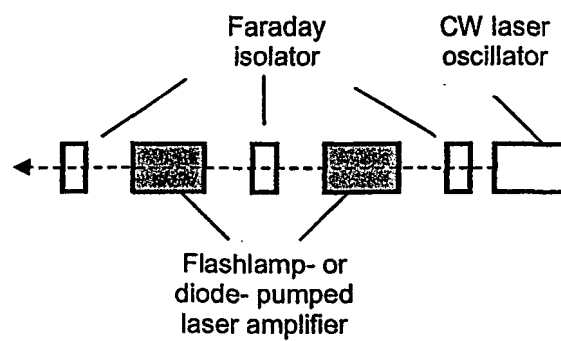 Faraday
isolator
CW laser
oscillator
Flashlamp- or
diode- pumped
laser amplifier